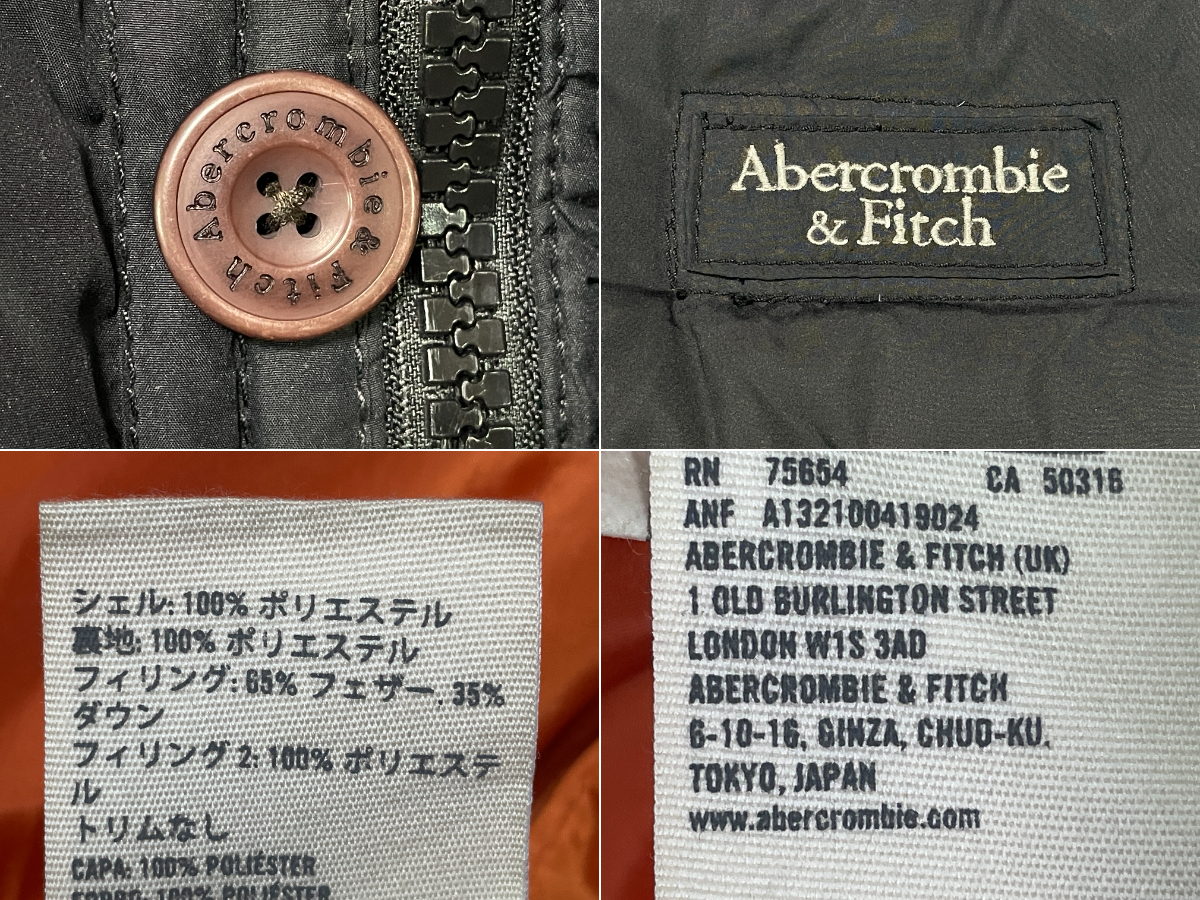 Abercrombie & Fitch
Abercrombie
& Fitch
シェル: 100% ポリエステル
裏地: 100% ポリエステル
フィリング: 65% フェザー, 35%
ダウン
フィリング 2: 100% ポリエステ
ル
トリムなし
CAPA: 100% POLIÉSTER
FORRO: 100% POLIÉSTER
RN 75654 CA 50316
ANF A132100419024
ABERCROMBIE & FITCH (UK)
1 OLD BURLINGTON STREET
LONDON W1S 3AD
ABERCROMBIE & FITCH
6-10-16, GINZA, CHUO-KU,
TOKYO, JAPAN
www.abercrombie.com